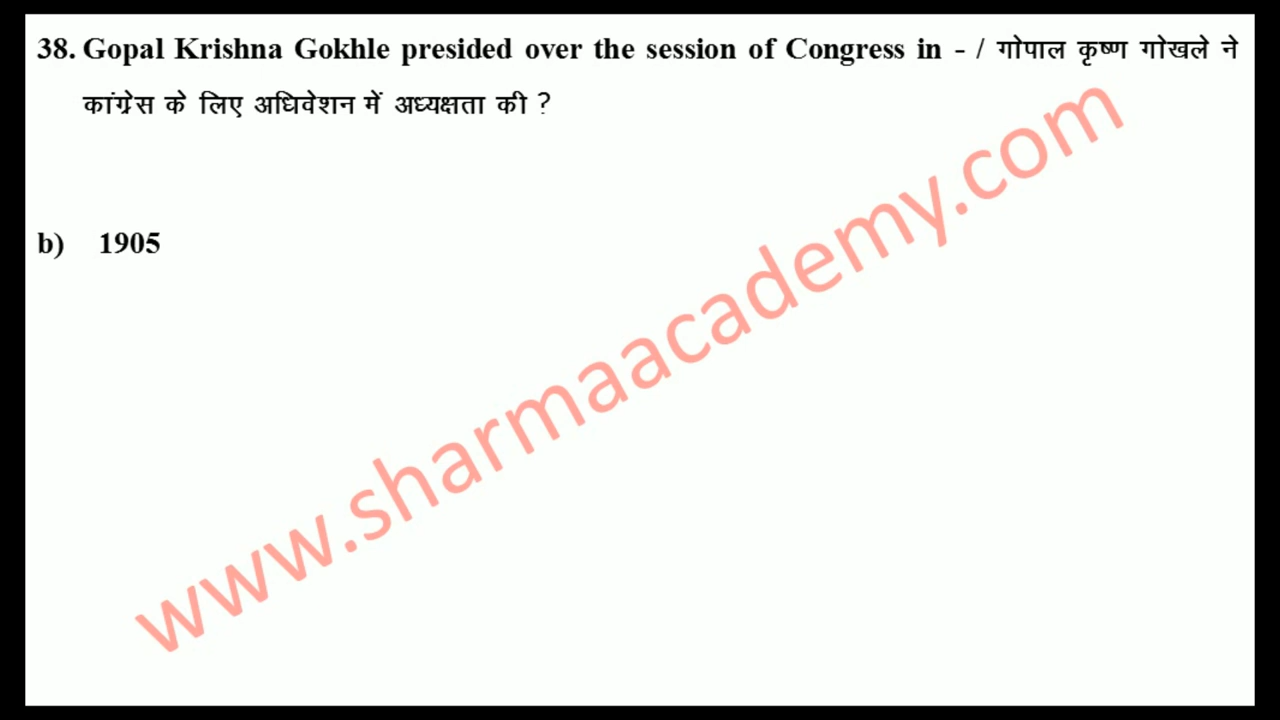 38. Gopal Krishna Gokhle presided over the session of Congress in - / गोपाल कृष्ण गोखले ने
कांग्रेस के लिए अधिवेशन में अध्यक्षता की ?
b) 1905
www.sharmaacademy.com